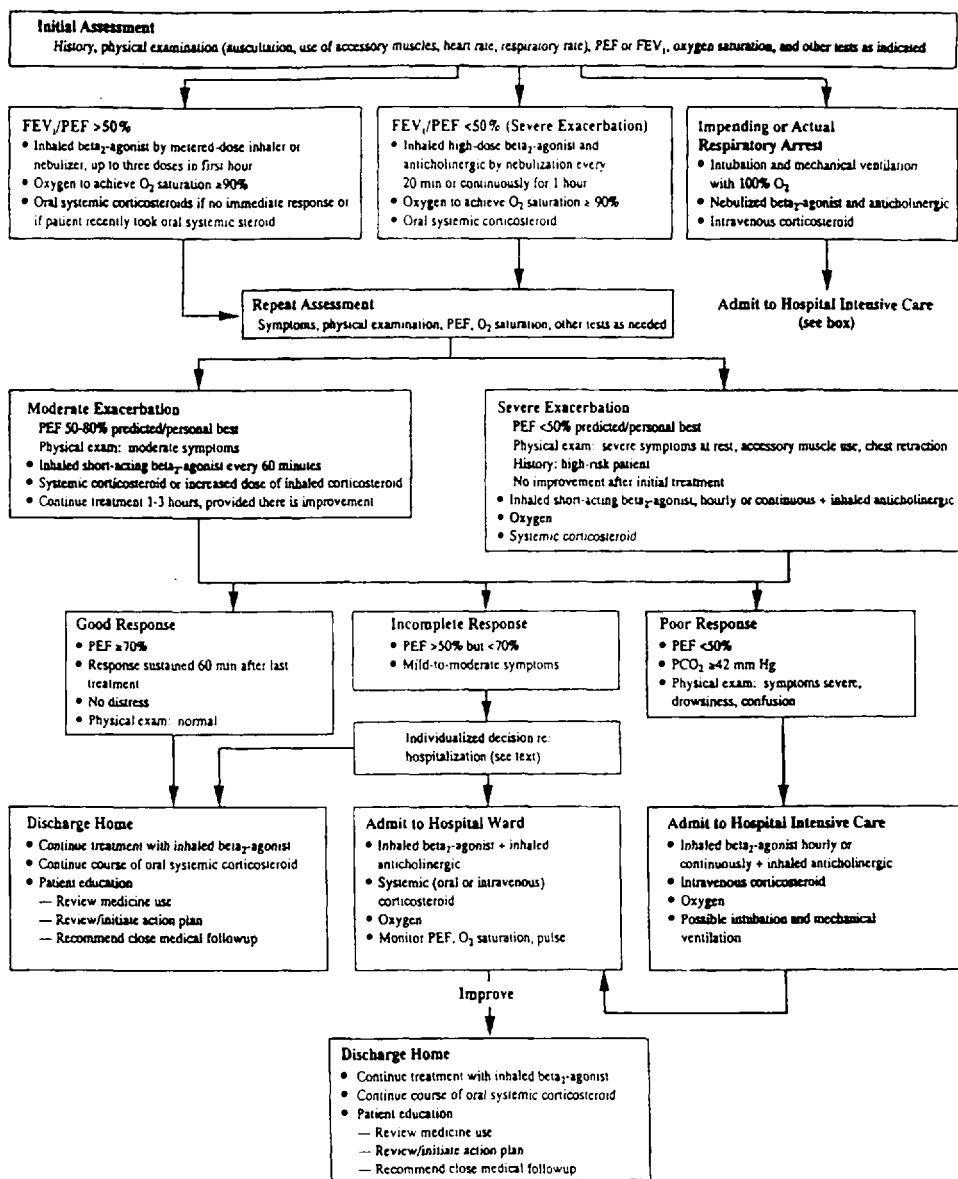 Initial Assessment
History, physical examination (auscultation, use of accessory muscles, heart rate, respiratory rate), PEF or FEV₁, oxygen saturation, and other tests as indicated
FEV₁/PEF >50%
• Inhaled beta₂-agonist by metered-dose inhaler or
nebulizer, up to three doses in first hour
• Oxygen to achieve O₂ saturation ≥90%
• Oral systemic corticosteroids if no immediate response or
if patient recently took oral systemic steroid
FEV₁/PEF <50% (Severe Exacerbation)
• Inhaled high-dose beta₂-agonist and
anticholinergic by nebulization every
20 min or continuously for 1 hour
• Oxygen to achieve O₂ saturation ≥ 90%
• Oral systemic corticosteroid
Impending or Actual
Respiratory Arrest
• Intubation and mechanical ventilation
with 100% O₂
• Nebulized beta₂-agonist and anticholinergic
• Intravenous corticosteroid
Repeat Assessment
Symptoms, physical examination, PEF, O₂ saturation, other tests as needed
Admit to Hospital Intensive Care
(see box)
Moderate Exacerbation
PEF 50-80% predicted/personal best
Physical exam: moderate symptoms
• Inhaled short-acting beta₂-agonist every 60 minutes
• Systemic corticosteroid or increased dose of inhaled corticosteroid
• Continue treatment 1-3 hours, provided there is improvement
Severe Exacerbation
PEF <50% predicted/personal best
Physical exam: severe symptoms at rest, accessory muscle use, chest retraction
History: high-risk patient
No improvement after initial treatment
• Inhaled short-acting beta₂-agonist, hourly or continuous + inhaled anticholinergic
• Oxygen
• Systemic corticosteroid
Good Response
• PEF ≥70%
• Response sustained 60 min after last
treatment
• No distress
• Physical exam: normal
Incomplete Response
• PEF >50% but <70%
• Mild-to-moderate symptoms
Poor Response
• PEF <50%
• PCO₂ ≥42 mm Hg
• Physical exam: symptoms severe,
drowsiness, confusion
Individualized decision re:
hospitalization (see text)
Discharge Home
• Continue treatment with inhaled beta₂-agonist
• Continue course of oral systemic corticosteroid
• Patient education
— Review medicine use
— Review/initiate action plan
— Recommend close medical followup
Admit to Hospital Ward
• Inhaled beta₂-agonist + inhaled
anticholinergic
• Systemic (oral or intravenous)
corticosteroid
• Oxygen
• Monitor PEF, O₂ saturation, pulse
Admit to Hospital Intensive Care
• Inhaled beta₂-agonist hourly or
continuously + inhaled anticholinergic
• Intravenous corticosteroid
• Oxygen
• Possible intubation and mechanical
ventilation
Improve
Discharge Home
• Continue treatment with inhaled beta₂-agonist
• Continue course of oral systemic corticosteroid
• Patient education
— Review medicine use
— Review/initiate action plan
— Recommend close medical followup